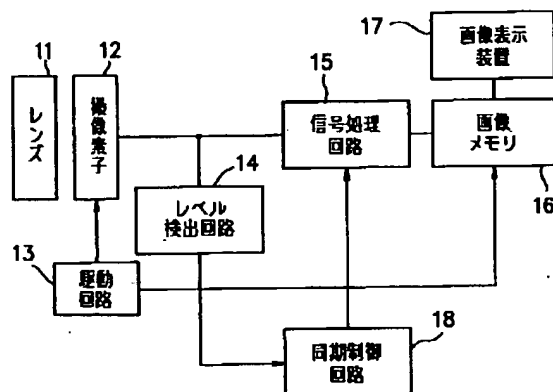 11
レンズ
12
撮像素子
13
駆動
回路
14
レベル
検出回路
15
信号処理
回路
16
画像
メモリ
17
画像表示
装置
18
同期制御
回路